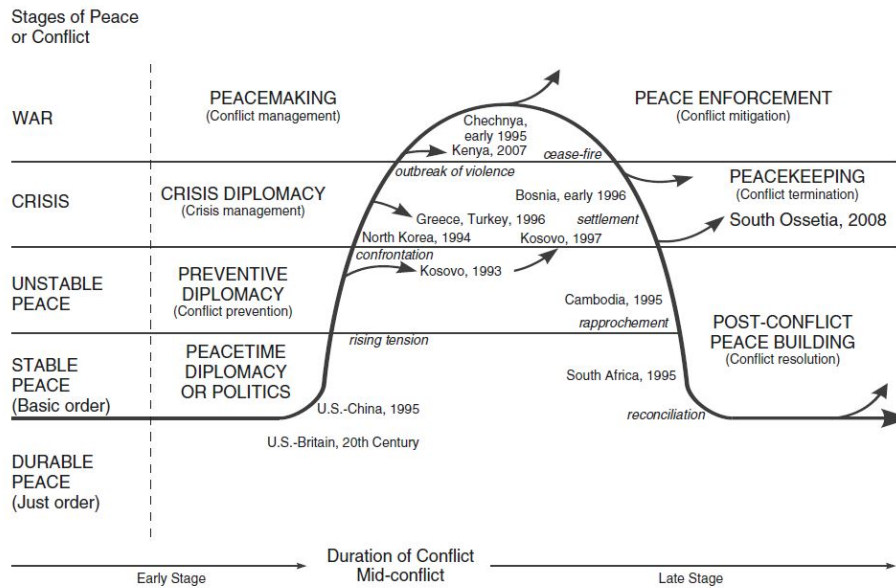 Stages of Peace
or Conflict
WAR
PEACEMAKING
(Conflict management)
Chechnya,
early 1995
Kenya, 2007
PEACE ENFORCEMENT
(Conflict mitigation)
outbreak of violence
cease-fire
CRISIS
CRISIS DIPLOMACY
(Crisis management)
Bosnia, early 1996
Greece, Turkey, 1996
settlement
North Korea, 1994
Kosovo, 1997
PEACEKEEPING
(Conflict termination)
South Ossetia, 2008
confrontation
UNSTABLE
PEACE
PREVENTIVE
DIPLOMACY
(Conflict prevention)
Kosovo, 1993
Cambodia, 1995
rapprochement
rising tension
POST-CONFLICT
PEACE BUILDING
(Conflict resolution)
STABLE
PEACE
(Basic order)
PEACETIME
DIPLOMACY
OR POLITICS
South Africa, 1995
U.S.-China, 1995
reconciliation
U.S.-Britain, 20th Century
DURABLE
PEACE
(Just order)
Early Stage
Duration of Conflict
Mid-conflict
Late Stage